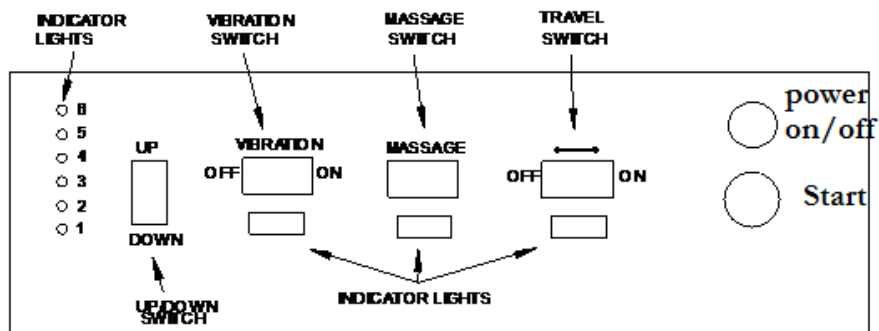 INDICATOR
LIGHTS
VIBRATION
SWITCH
MASSAGE
SWITCH
TRAVEL
SWITCH
6
5
4
3
2
1
UP
DOWN
UP/DOWN
SWITCH
VIBRATION
OFF
ON
MASSAGE
OFF
ON
INDICATOR LIGHTS
power
on/off
Start